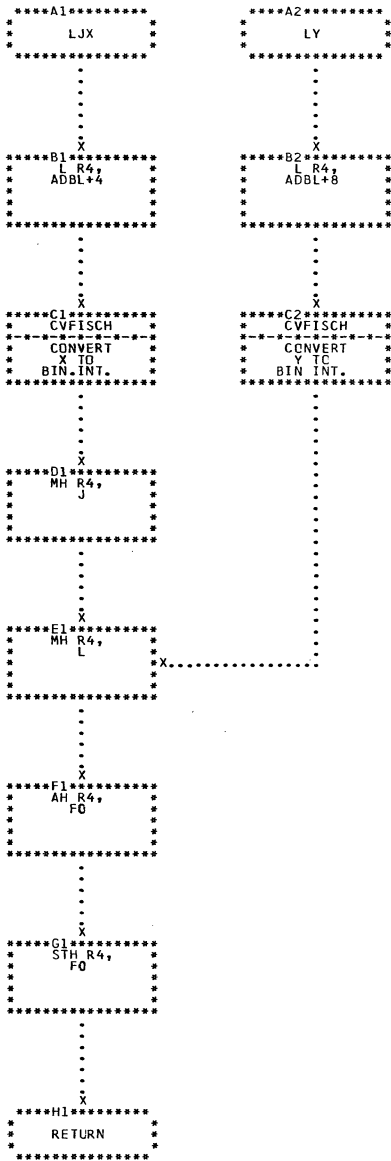 A1
LJX
A2
LY
B1
L R4,
ADBL+4
B2
L R4,
ADBL+8
C1
CVFISCH
CONVERT
X TO
BIN.INT.
C2
CVFISCH
CONVERT
Y TC
BIN INT.
D1
MH R4,
J
E1
MH R4,
L
F1
AH R4,
FO
G1
STH R4,
FO
H1
RETURN